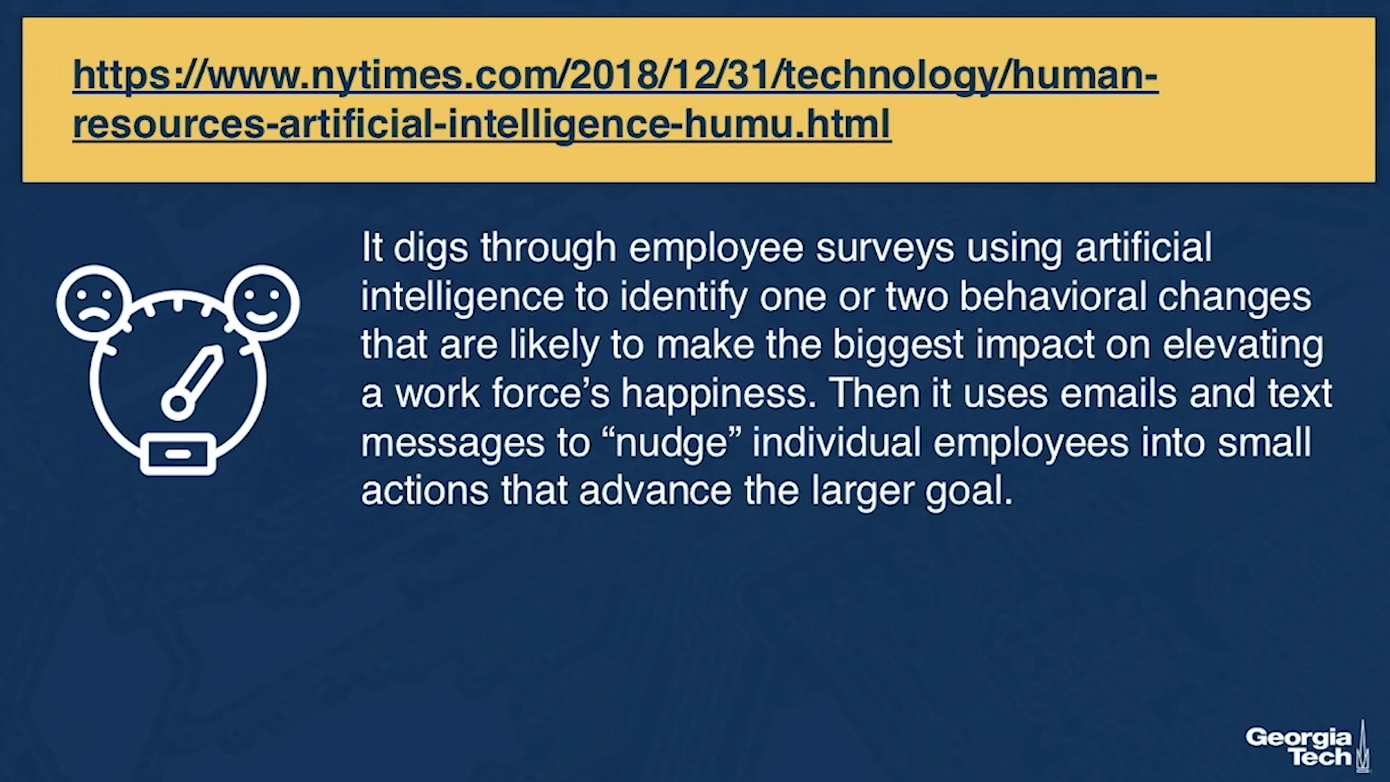 https://www.nytimes.com/2018/12/31/technology/human-
resources-artificial-intelligence-humu.html
It digs through employee surveys using artificial
intelligence to identify one or two behavioral changes
that are likely to make the biggest impact on elevating
a work force’s happiness. Then it uses emails and text
messages to “nudge” individual employees into small
actions that advance the larger goal.
Georgia
Tech